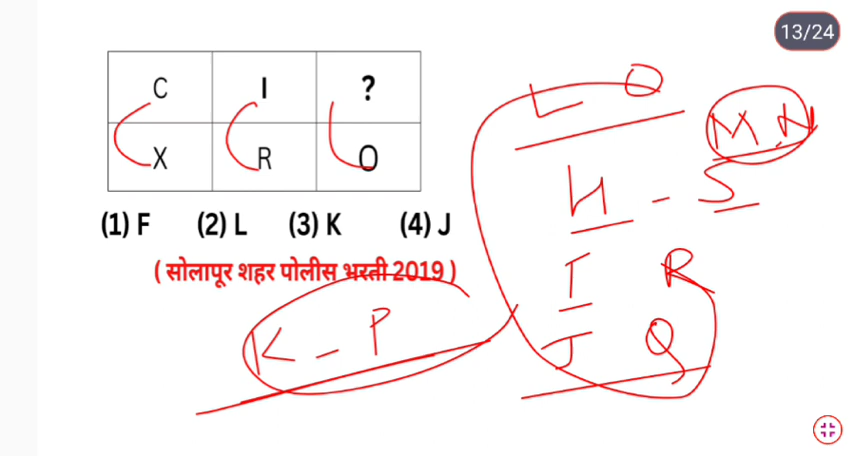 13/24
C I ?
X R O
(1) F (2) L (3) K (4) J
( सोलापूर शहर पोलीस भरती 2019 )
L O
M N
H - S
I R
J Q
K - P